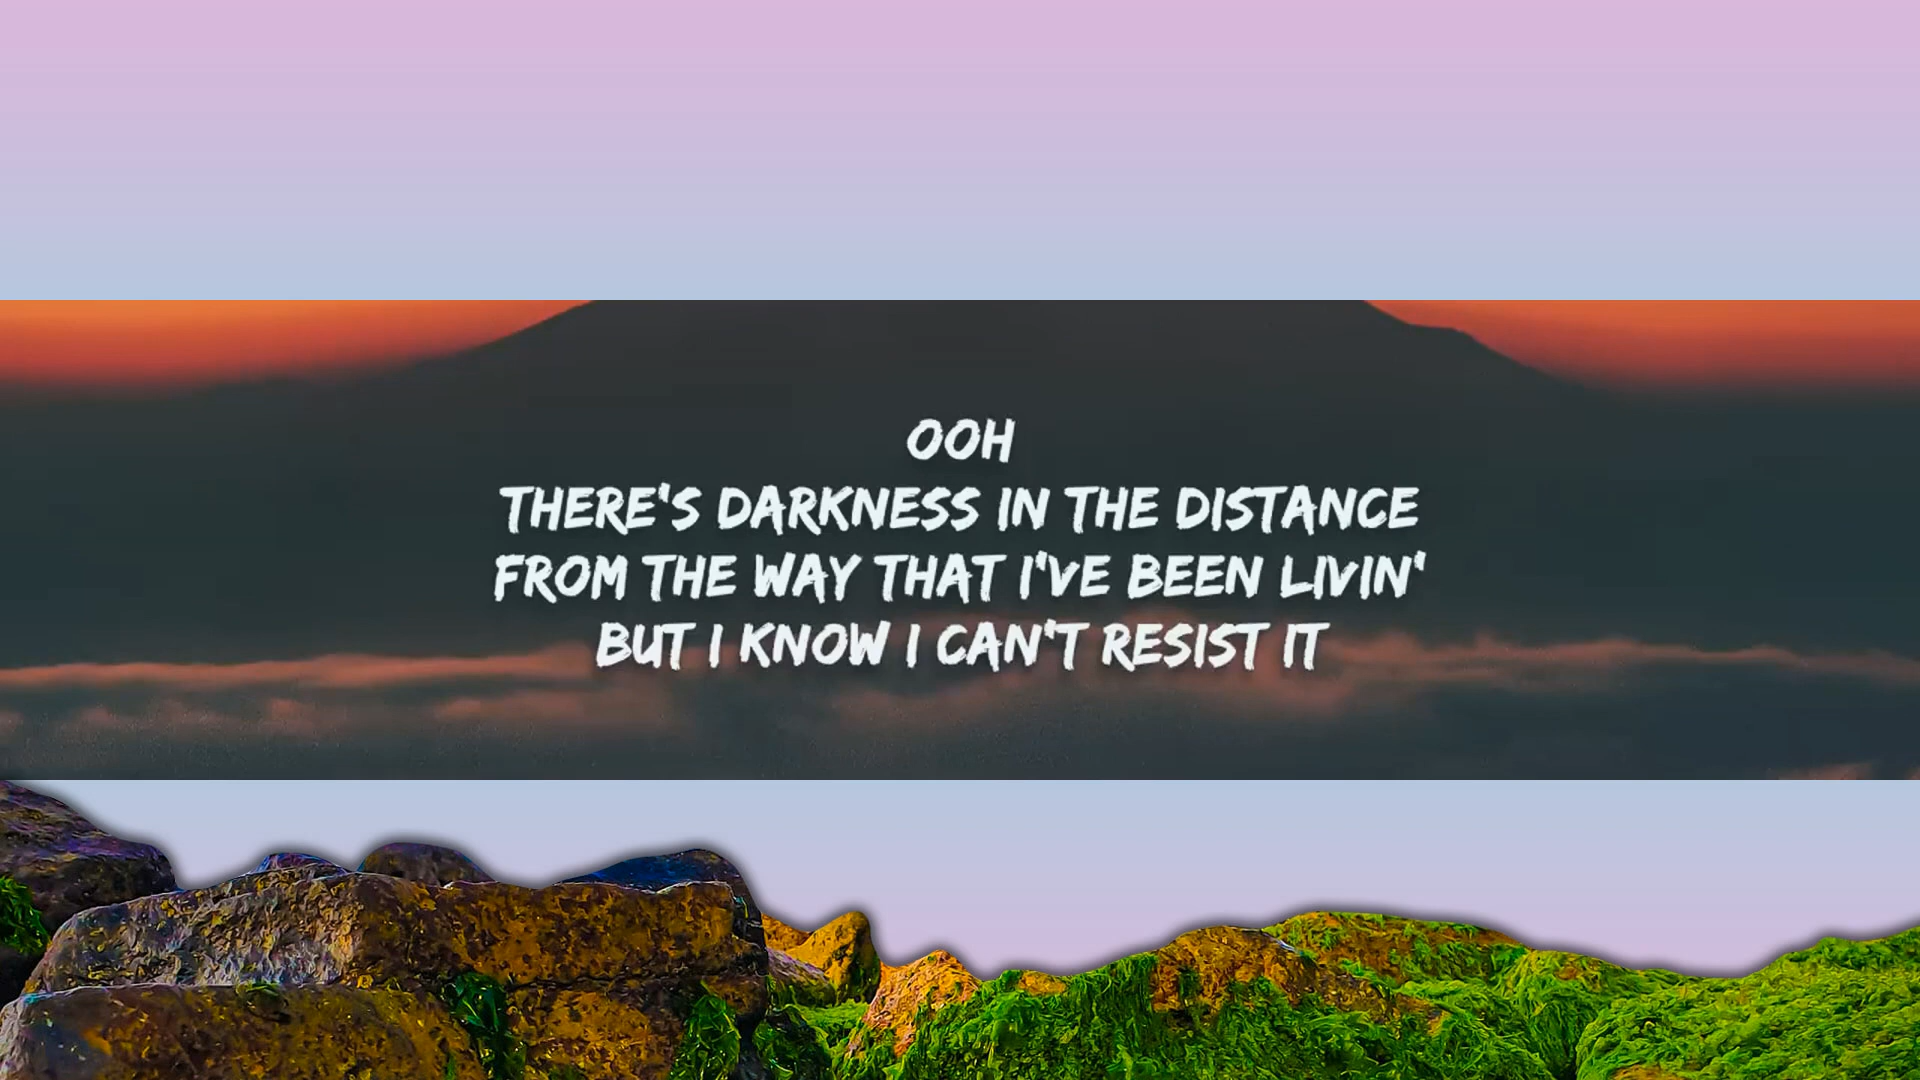 OOH
THERE'S DARKNESS IN THE DISTANCE
FROM THE WAY THAT I'VE BEEN LIVIN'
BUT I KNOW I CAN'T RESIST IT